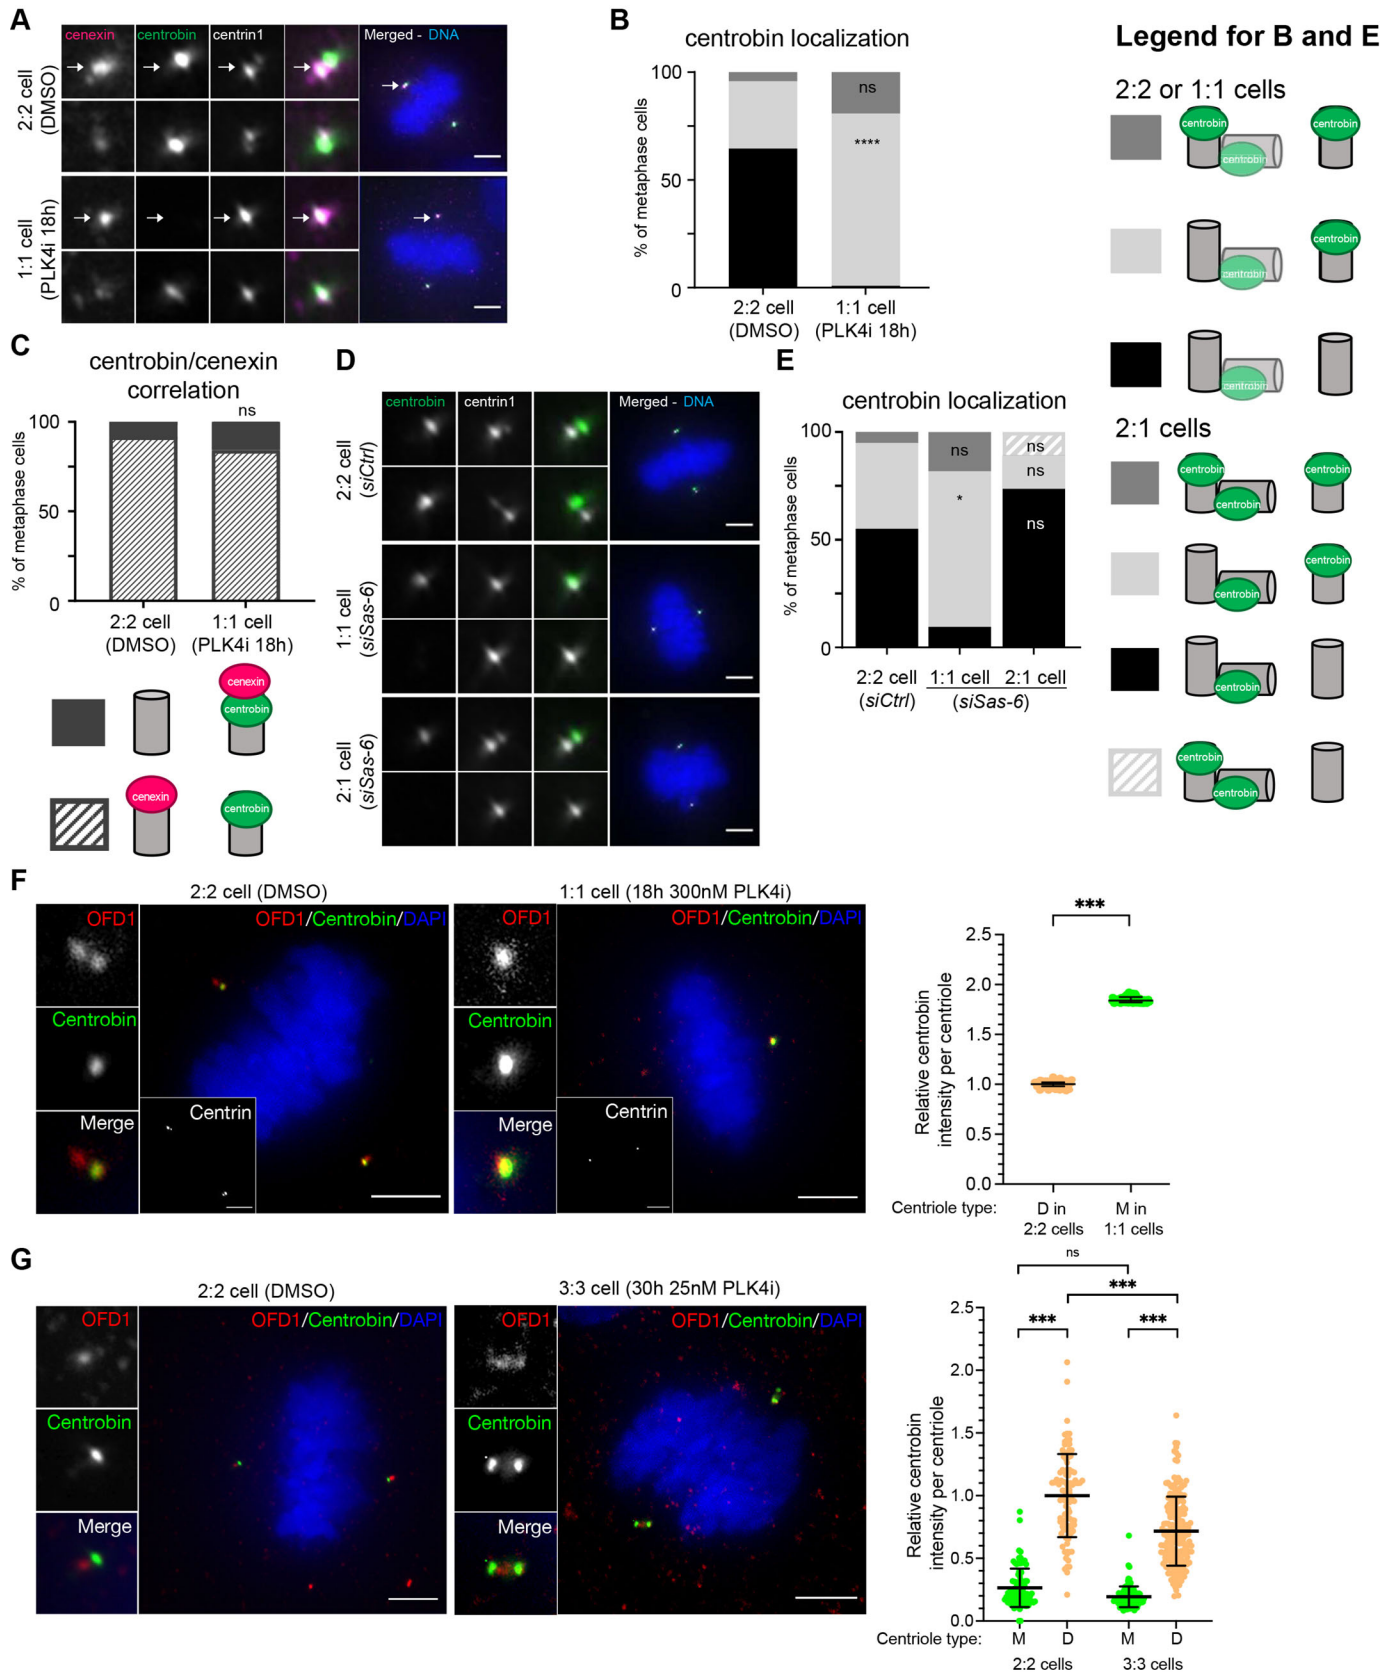 A
cenexin
centrobin
centrin1
Merged - DNA
2:2 cell
(DMSO)
1:1 cell
(PLK4i 18h)
B
centrobin localization
% of metaphase cells
100
50
0
ns
****
2:2 cell
(DMSO)
1:1 cell
(PLK4i 18h)
Legend for B and E
2:2 or 1:1 cells
centrobin
centrobin
centrobin
centrobin
centrobin
centrobin
2:1 cells
centrobin
centrobin
centrobin
centrobin
centrobin
centrobin
centrobin
centrobin
C
centrobin/cenexin
correlation
% of metaphase cells
100
50
0
ns
2:2 cell
(DMSO)
1:1 cell
(PLK4i 18h)
cenexin
centrobin
cenexin
centrobin
D
centrobin
centrin1
Merged - DNA
2:2 cell
(siCtrl)
1:1 cell
(siSas-6)
2:1 cell
(siSas-6)
E
centrobin localization
% of metaphase cells
100
50
0
ns
*
ns
ns
ns
2:2 cell
(siCtrl)
1:1 cell
2:1 cell
(siSas-6)
F
2:2 cell (DMSO)
OFD1
Centrobin
Merge
OFD1/Centrobin/DAPI
Centrin
1:1 cell (18h 300nM PLK4i)
OFD1
Centrobin
Merge
OFD1/Centrobin/DAPI
Centrin
Relative centrobin
intensity per centriole
2.5
2.0
1.5
1.0
0.5
0.0
***
Centriole type:
D in
2:2 cells
M in
1:1 cells
G
2:2 cell (DMSO)
OFD1
Centrobin
Merge
OFD1/Centrobin/DAPI
3:3 cell (30h 25nM PLK4i)
OFD1
Centrobin
Merge
OFD1/Centrobin/DAPI
Relative centrobin
intensity per centriole
2.5
2.0
1.5
1.0
0.5
0.0
ns
***
***
***
Centriole type:
M
D
M
D
2:2 cells
3:3 cells